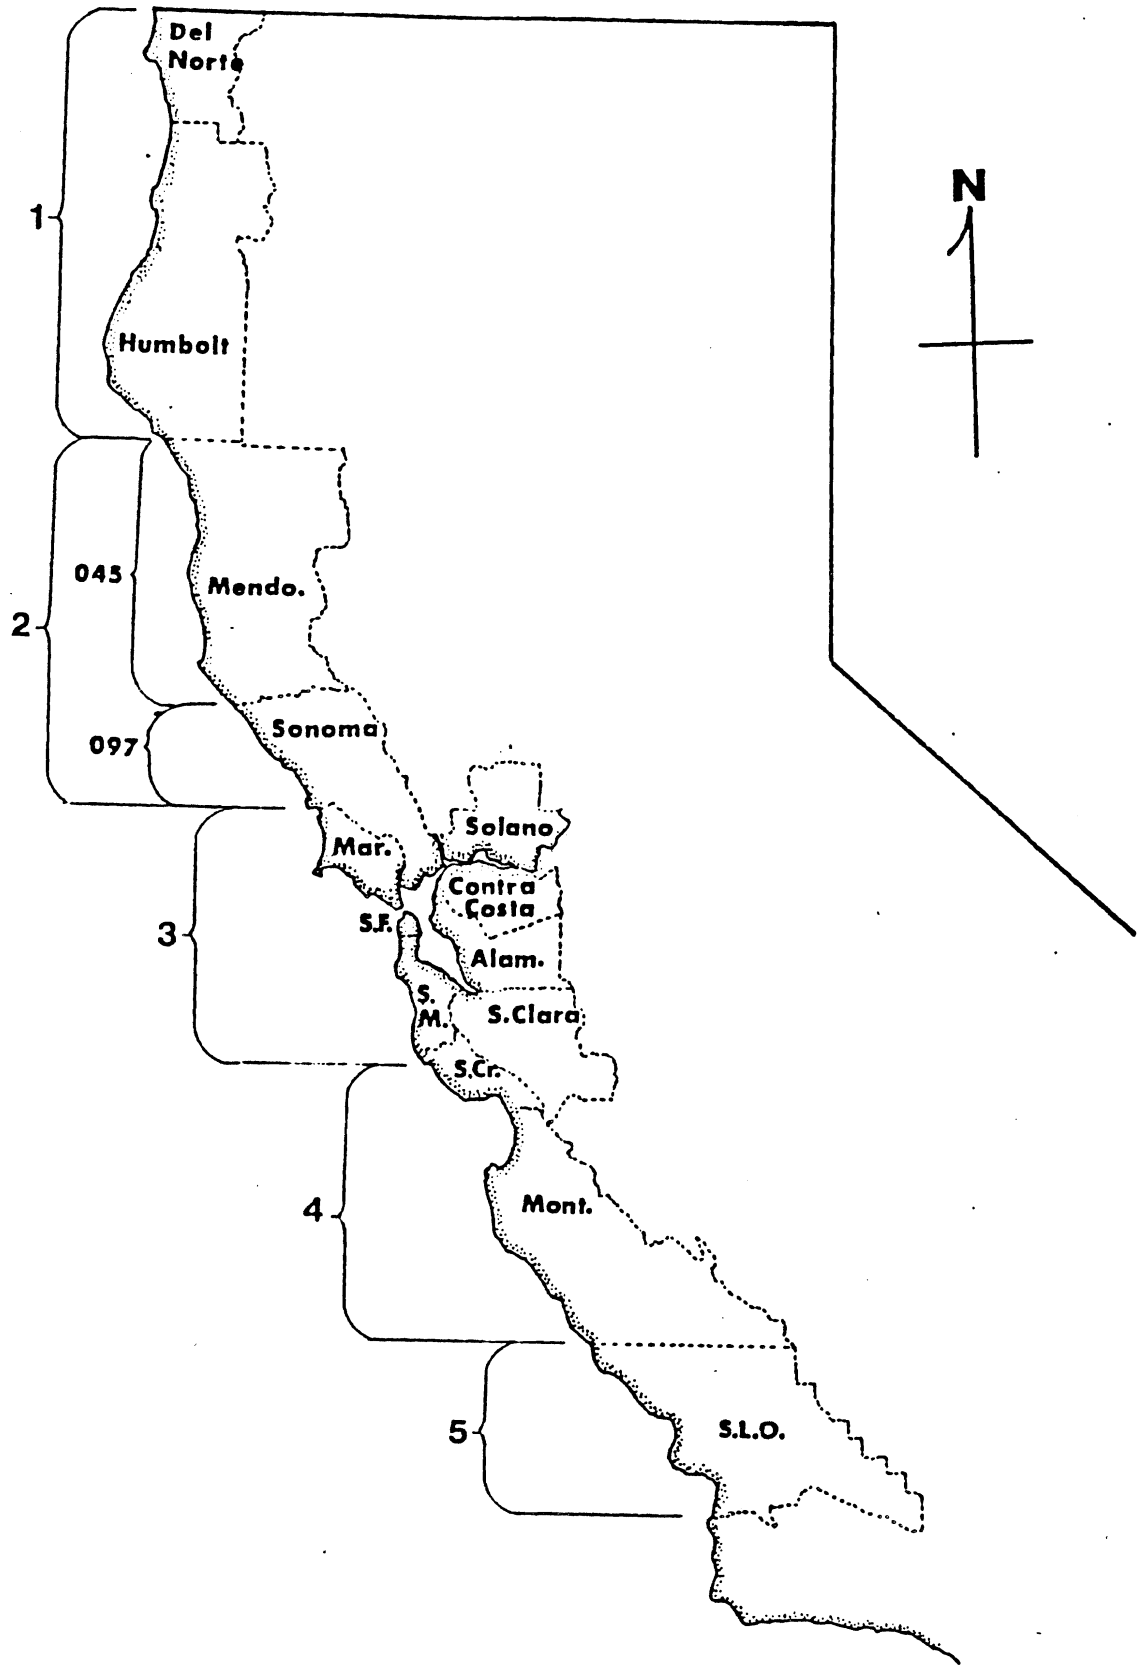 Del
Norte
N
1
Humbolt
045
Mendo.
2
Sonoma
097
Solano
Mar.
Contra
Costa
S.F.
3
Alam.
S.
M.
S.Clara
S.Cr.
Mont.
4
S.L.O.
5